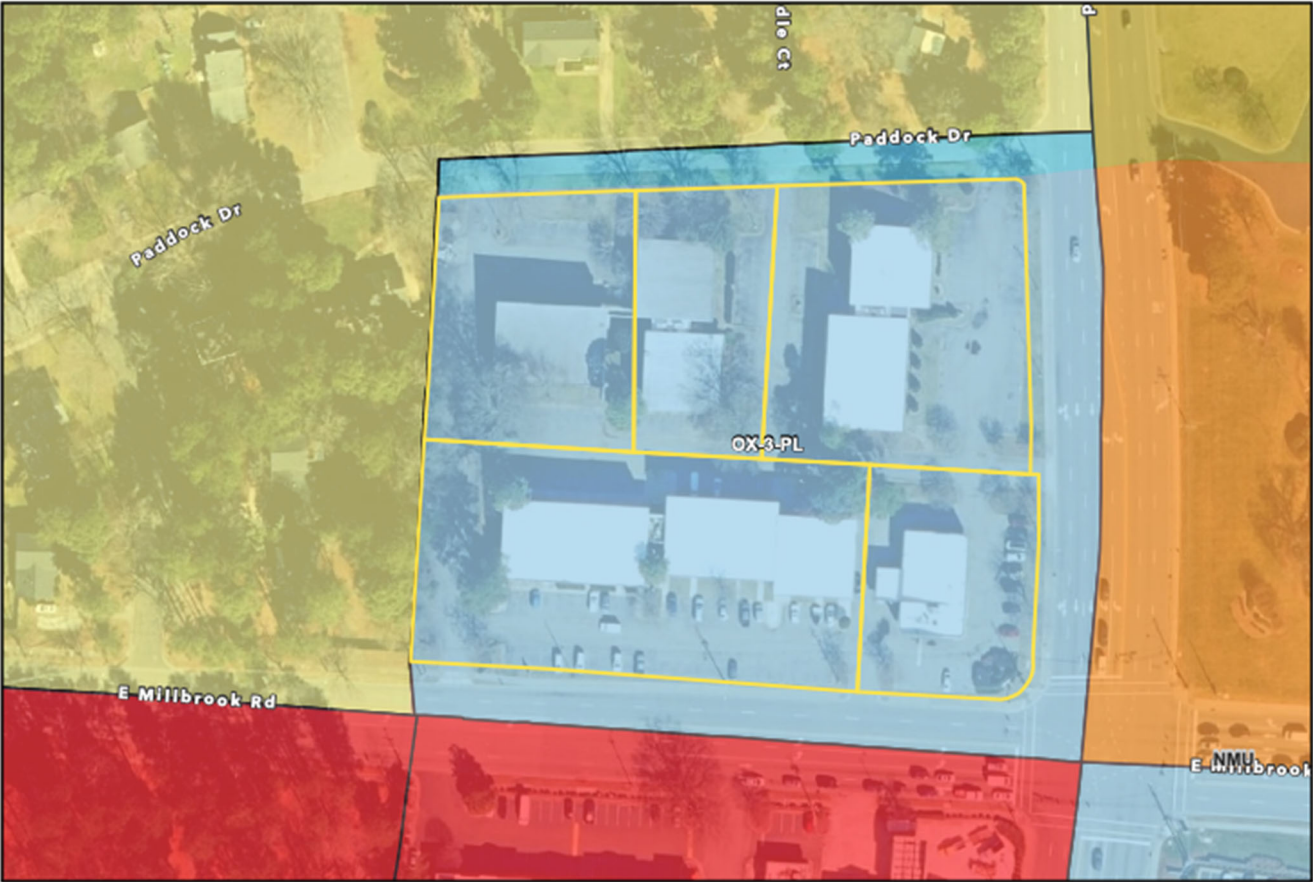 dle Ct
P
Paddock Dr
Paddock Dr
OX-3-PL
E Millbrook Rd
NMU
E Millbrook